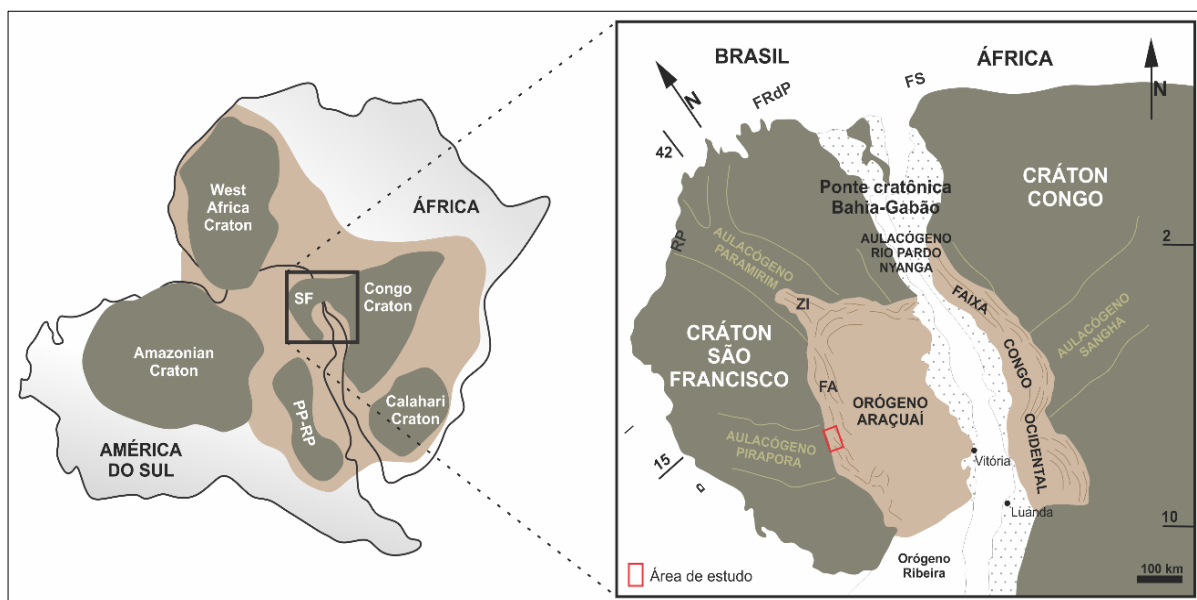 West
Africa
Craton
ÁFRICA
SF
Congo
Craton
Amazonian
Craton
PP-RP
Calahari
Craton
AMÉRICA
DO SUL
BRASIL
ÁFRICA
N
FRdP
FS
N
42
Ponte cratônica
Bahia-Gabão
CRÁTON
CONGO
RP
AULACÓGENO
PARAMIRIM
AULACÓGENO
RIO PARDO
NYANGA
2
ZI
FAIXA
CONGO
OCIDENTAL
AULACÓGENO
SANGHA
CRÁTON
SÃO
FRANCISCO
FA
ORÓGENO
ARAÇUAÍ
AULACÓGENO
PIRAPORA
15
Vitória
Luánda
10
Orógeno
Ribeira
Área de estudo
100 km